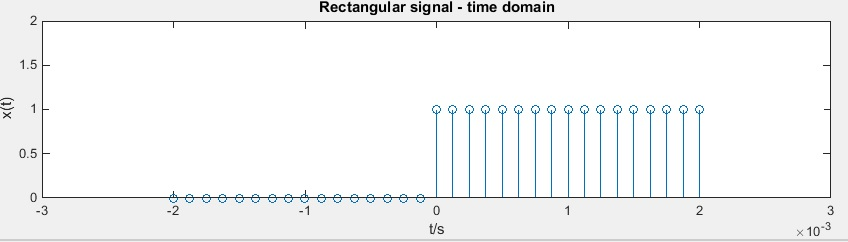 Rectangular signal - time domain
2
1.5
1
0.5
0
x(t)
-3 -2 -1 0 1 2 3
t/s
×10-3